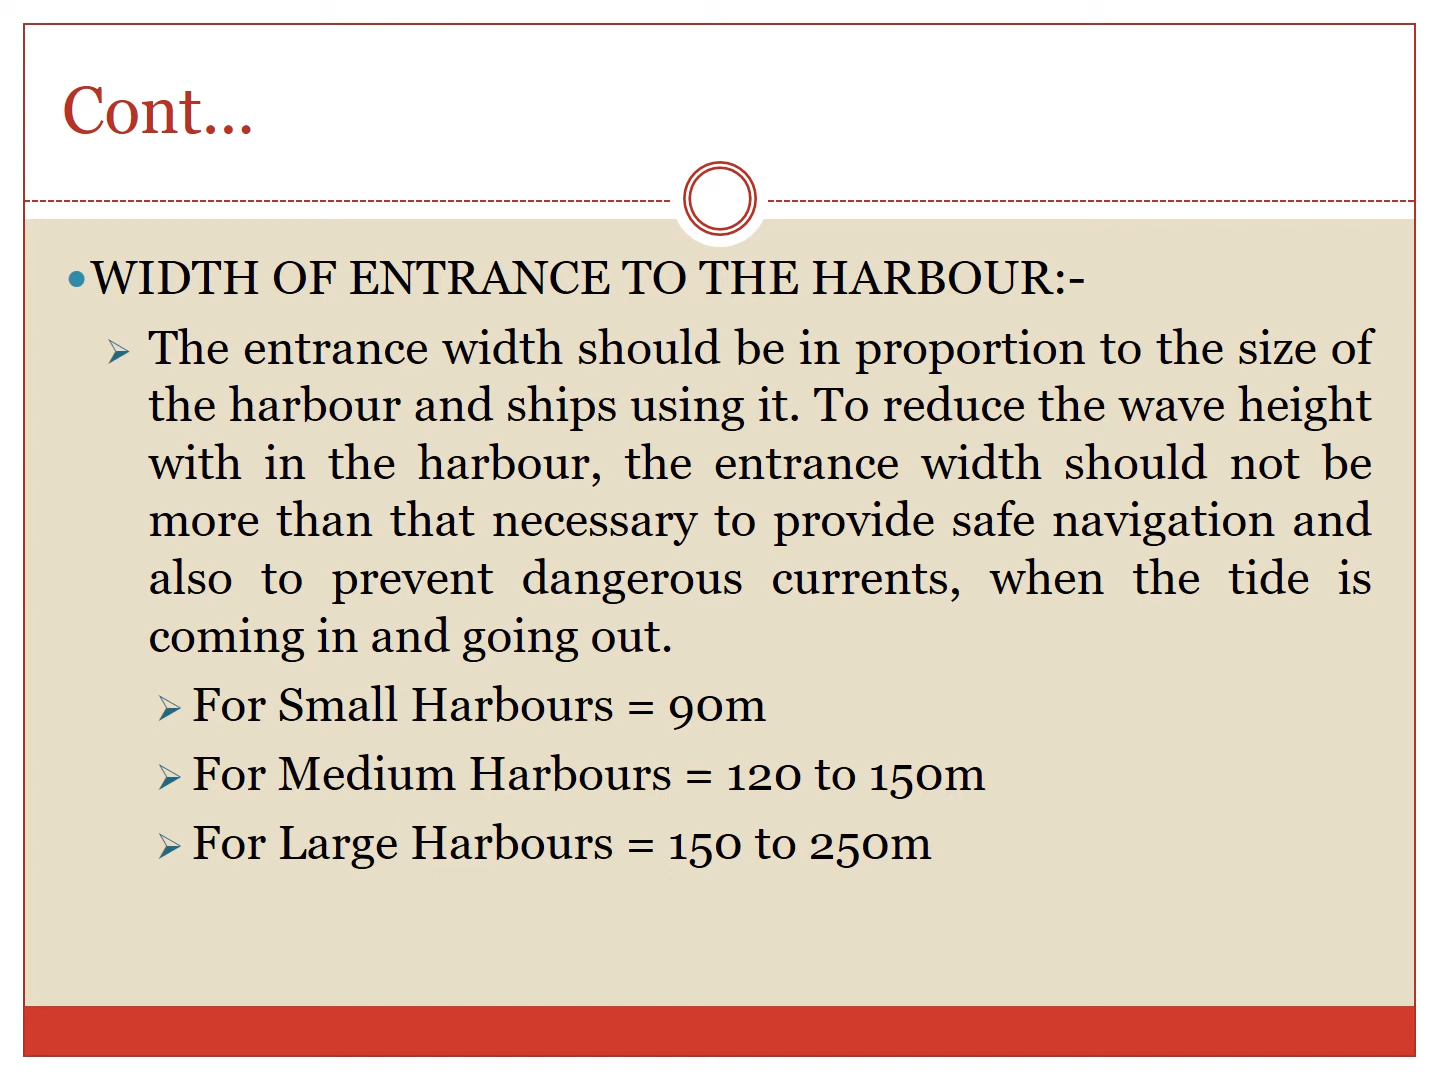 Cont...
WIDTH OF ENTRANCE TO THE HARBOUR:-
The entrance width should be in proportion to the size of
the harbour and ships using it. To reduce the wave height
with in the harbour, the entrance width should not be
more than that necessary to provide safe navigation and
also to prevent dangerous currents, when the tide is
coming in and going out.
For Small Harbours = 90m
For Medium Harbours = 120 to 150m
For Large Harbours = 150 to 250m